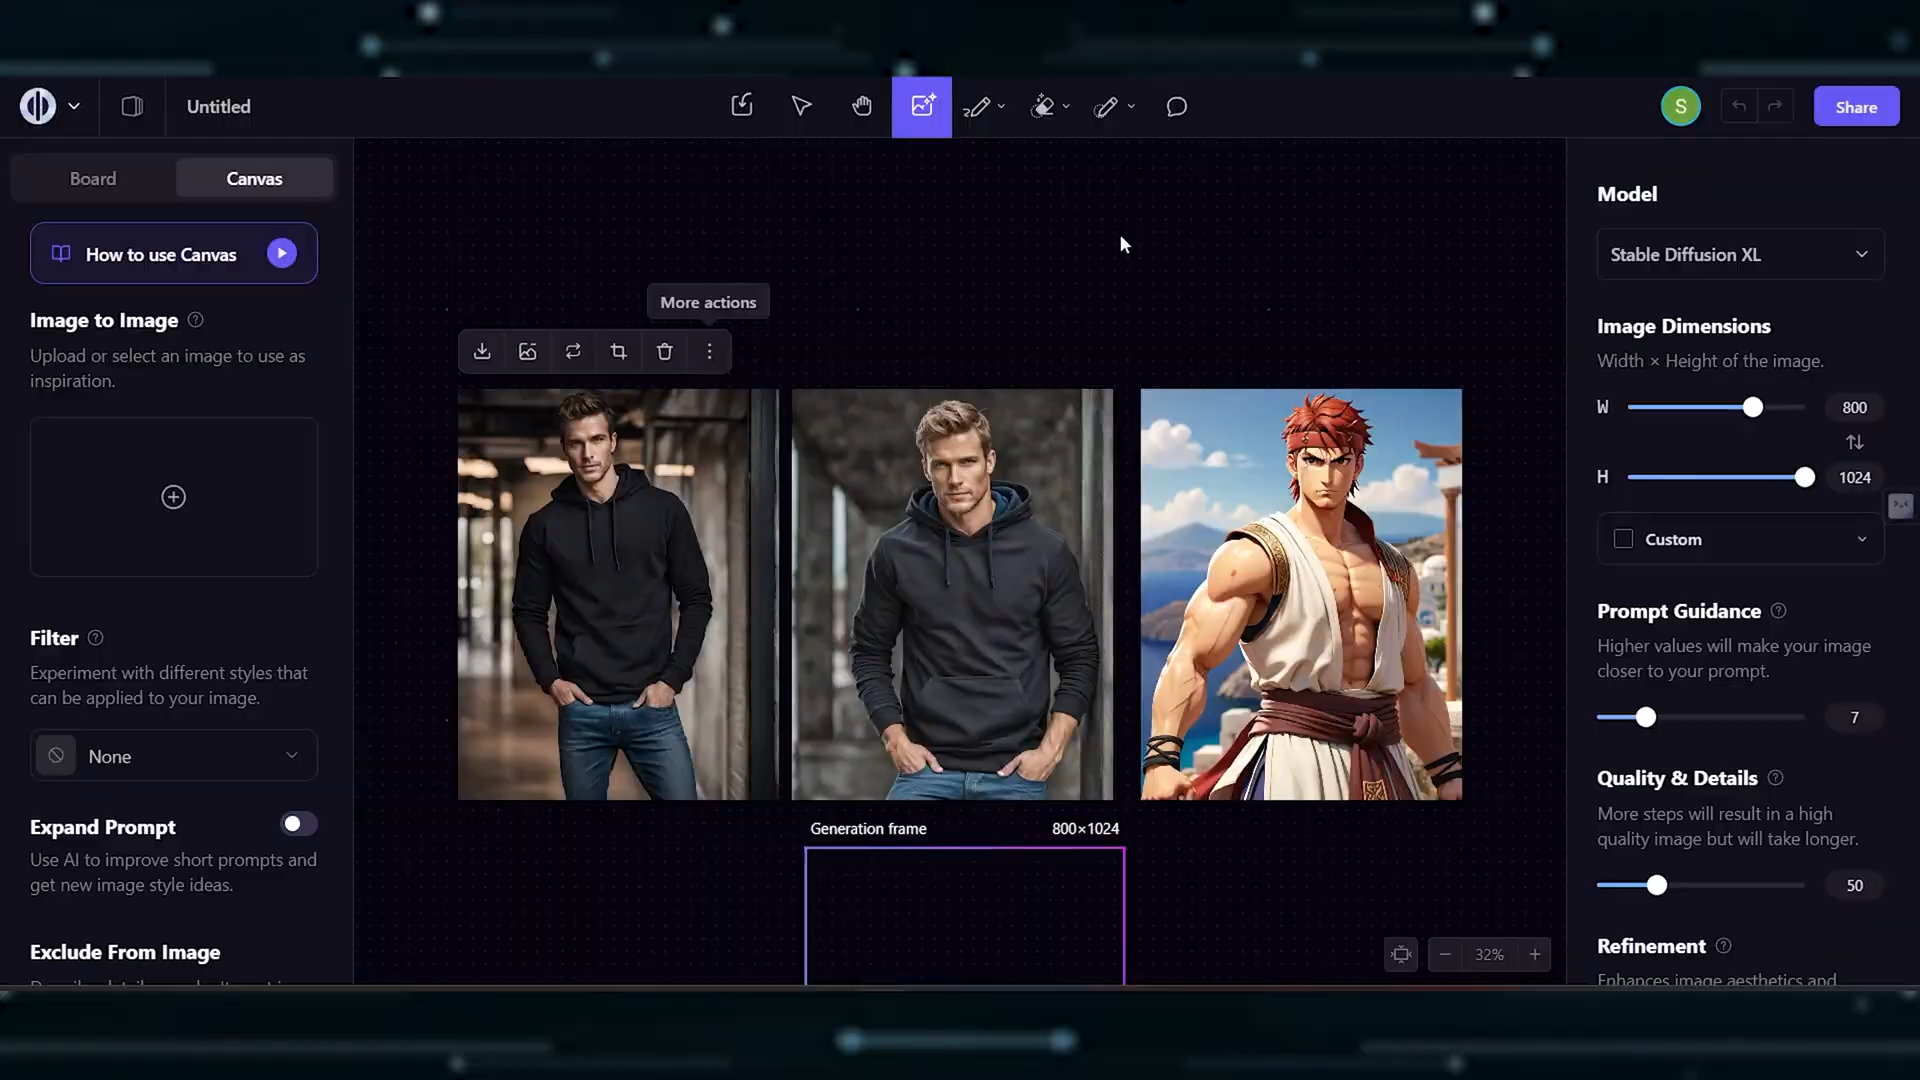 Untitled
S
Share
Board
Canvas
How to use Canvas
Image to Image
Upload or select an image to use as
inspiration.
Filter
Experiment with different styles that
can be applied to your image.
None
Expand Prompt
Use AI to improve short prompts and
get new image style ideas.
Exclude From Image
More actions
Generation frame
800×1024
32%
Model
Stable Diffusion XL
Image Dimensions
Width × Height of the image.
W
800
H
1024
Custom
Prompt Guidance
Higher values will make your image
closer to your prompt.
7
Quality & Details
More steps will result in a high
quality image but will take longer.
50
Refinement
Enhances image aesthetics and